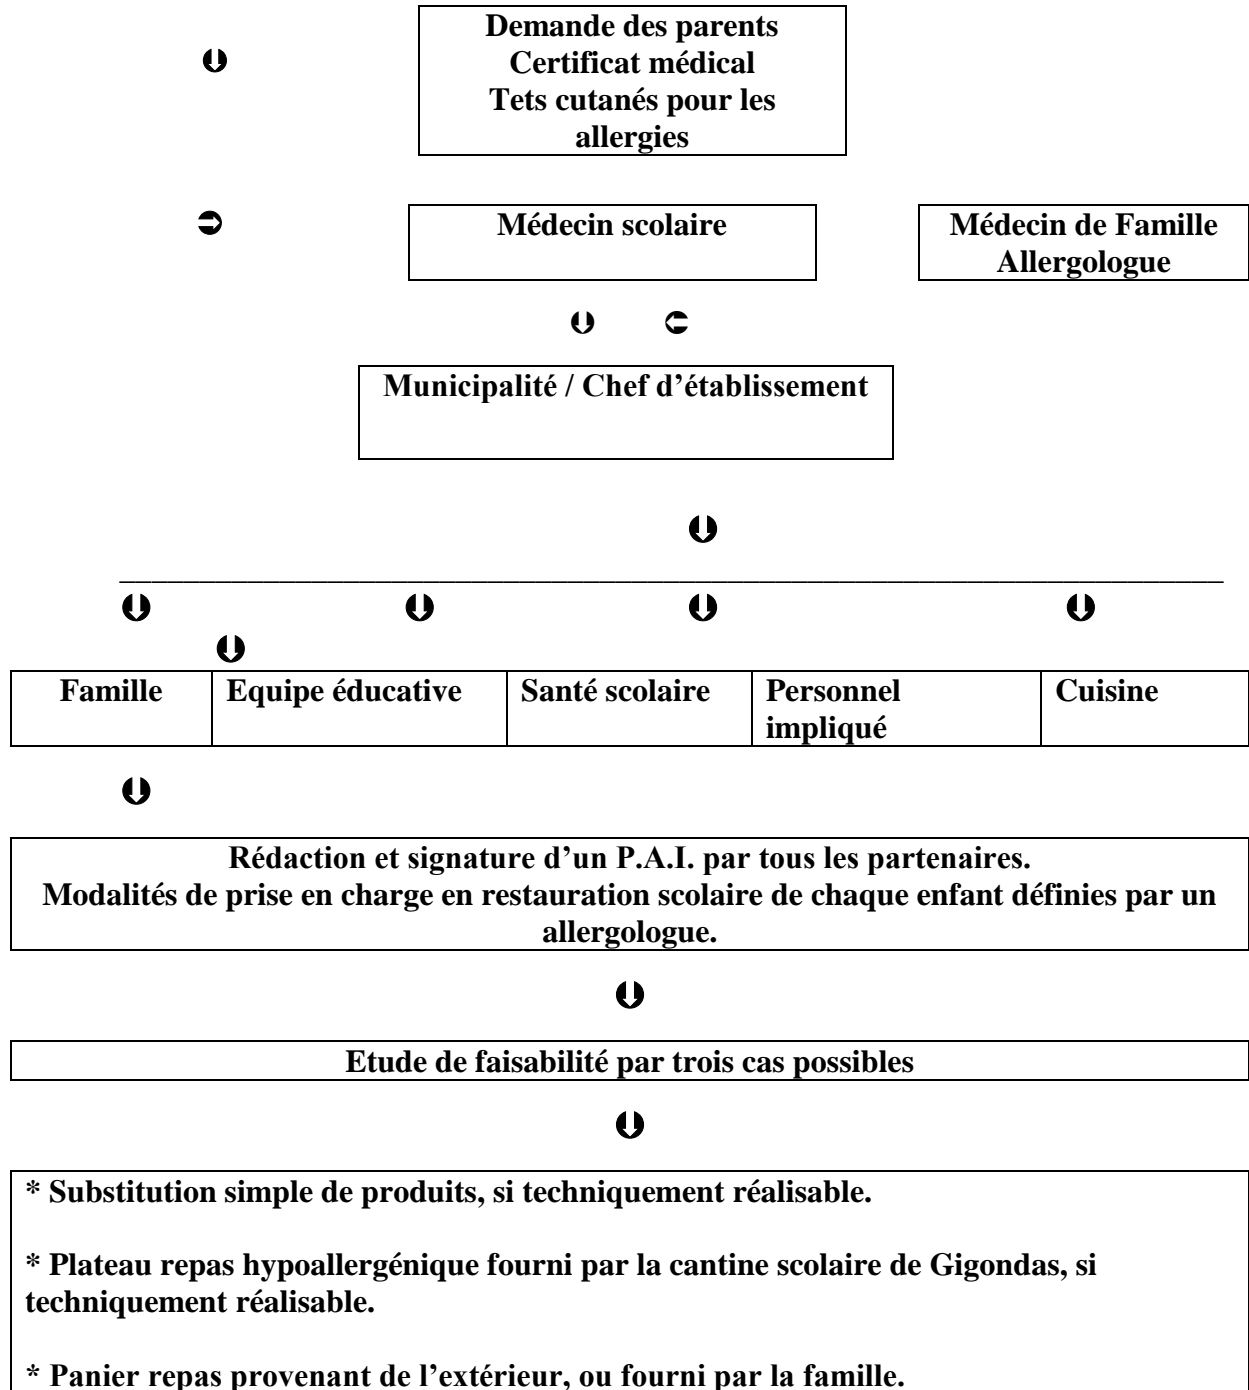 Demande des parents
Certificat médical
Tets cutanés pour les
allergies
Médecin scolaire
Médecin de Famille
Allergologue
Municipalité / Chef d'établissement
Famille
Equipe éducative
Santé scolaire
Personnel
impliqué
Cuisine
Rédaction et signature d'un P.A.I. par tous les partenaires.
Modalités de prise en charge en restauration scolaire de chaque enfant définies par un
allergologue.
Etude de faisabilité par trois cas possibles
* Substitution simple de produits, si techniquement réalisable.
* Plateau repas hypoallergénique fourni par la cantine scolaire de Gigondas, si
techniquement réalisable.
* Panier repas provenant de l'extérieur, ou fourni par la famille.